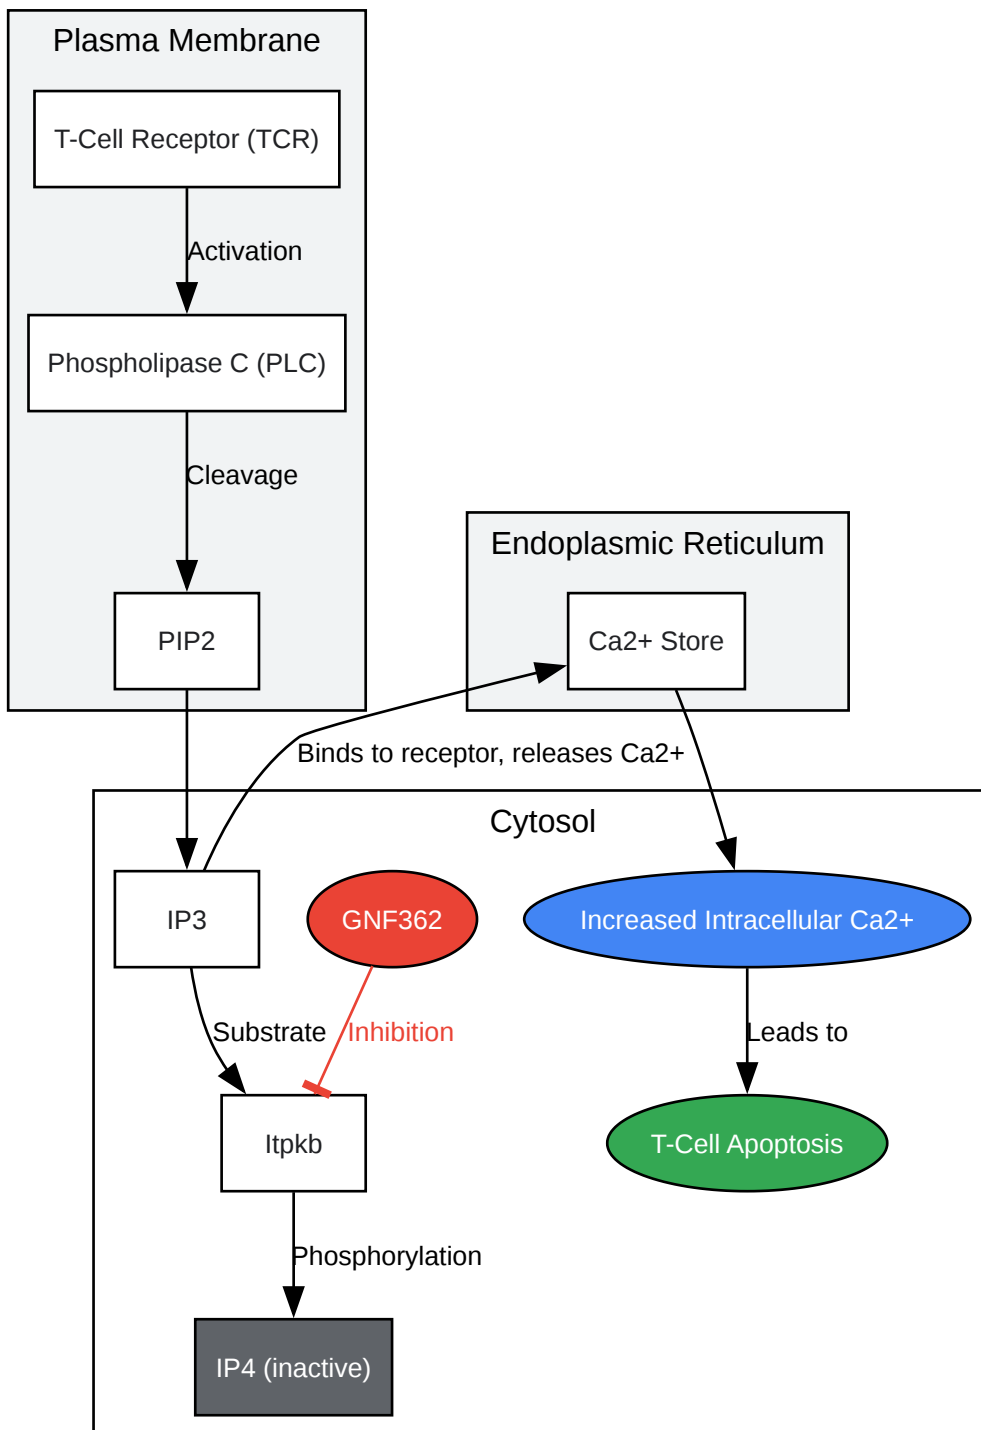 Plasma Membrane
T-Cell Receptor (TCR)
Activation
Phospholipase C (PLC)
Cleavage
PIP2
Endoplasmic Reticulum
Ca2+ Store
Binds to receptor, releases Ca2+
Cytosol
IP3
GNF362
Increased Intracellular Ca2+
Substrate
Inhibition
Leads to
Itpkb
T-Cell Apoptosis
Phosphorylation
IP4 (inactive)